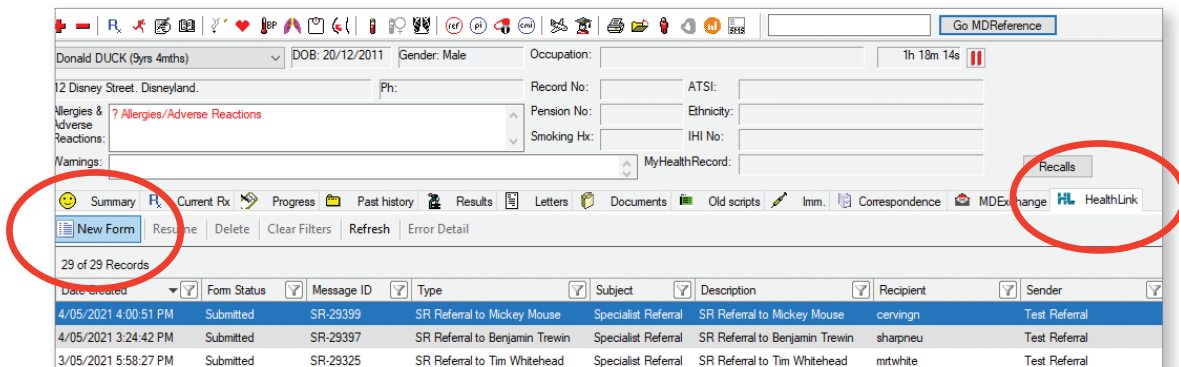 Rx BP ref pi cmi SMS Go MDReference
Donald DUCK (9yrs 4mths) DOB: 20/12/2011 Gender: Male Occupation: 1h 18m 14s
12 Disney Street. Disneyland. Ph: Record No: ATSI:
Allergies & Adverse Reactions: ? Allergies/Adverse Reactions Pension No: Ethnicity:
Smoking Hx: IHI No:
Warnings: MyHealthRecord: Recalls
Summary Rx Current Rx Progress Past history Results Letters Documents Old scripts Imm. Correspondence MDExchange HL HealthLink
New Form Resume Delete Clear Filters Refresh Error Detail
29 of 29 Records
Date Created Form Status Message ID Type Subject Description Recipient Sender
4/05/2021 4:00:51 PM Submitted SR-29399 SR Referral to Mickey Mouse Specialist Referral SR Referral to Mickey Mouse cervingn Test Referral
4/05/2021 3:24:42 PM Submitted SR-29397 SR Referral to Benjamin Trewin Specialist Referral SR Referral to Benjamin Trewin sharpneu Test Referral
3/05/2021 5:58:27 PM Submitted SR-29325 SR Referral to Tim Whitehead Specialist Referral SR Referral to Tim Whitehead mrtwhite Test Referral